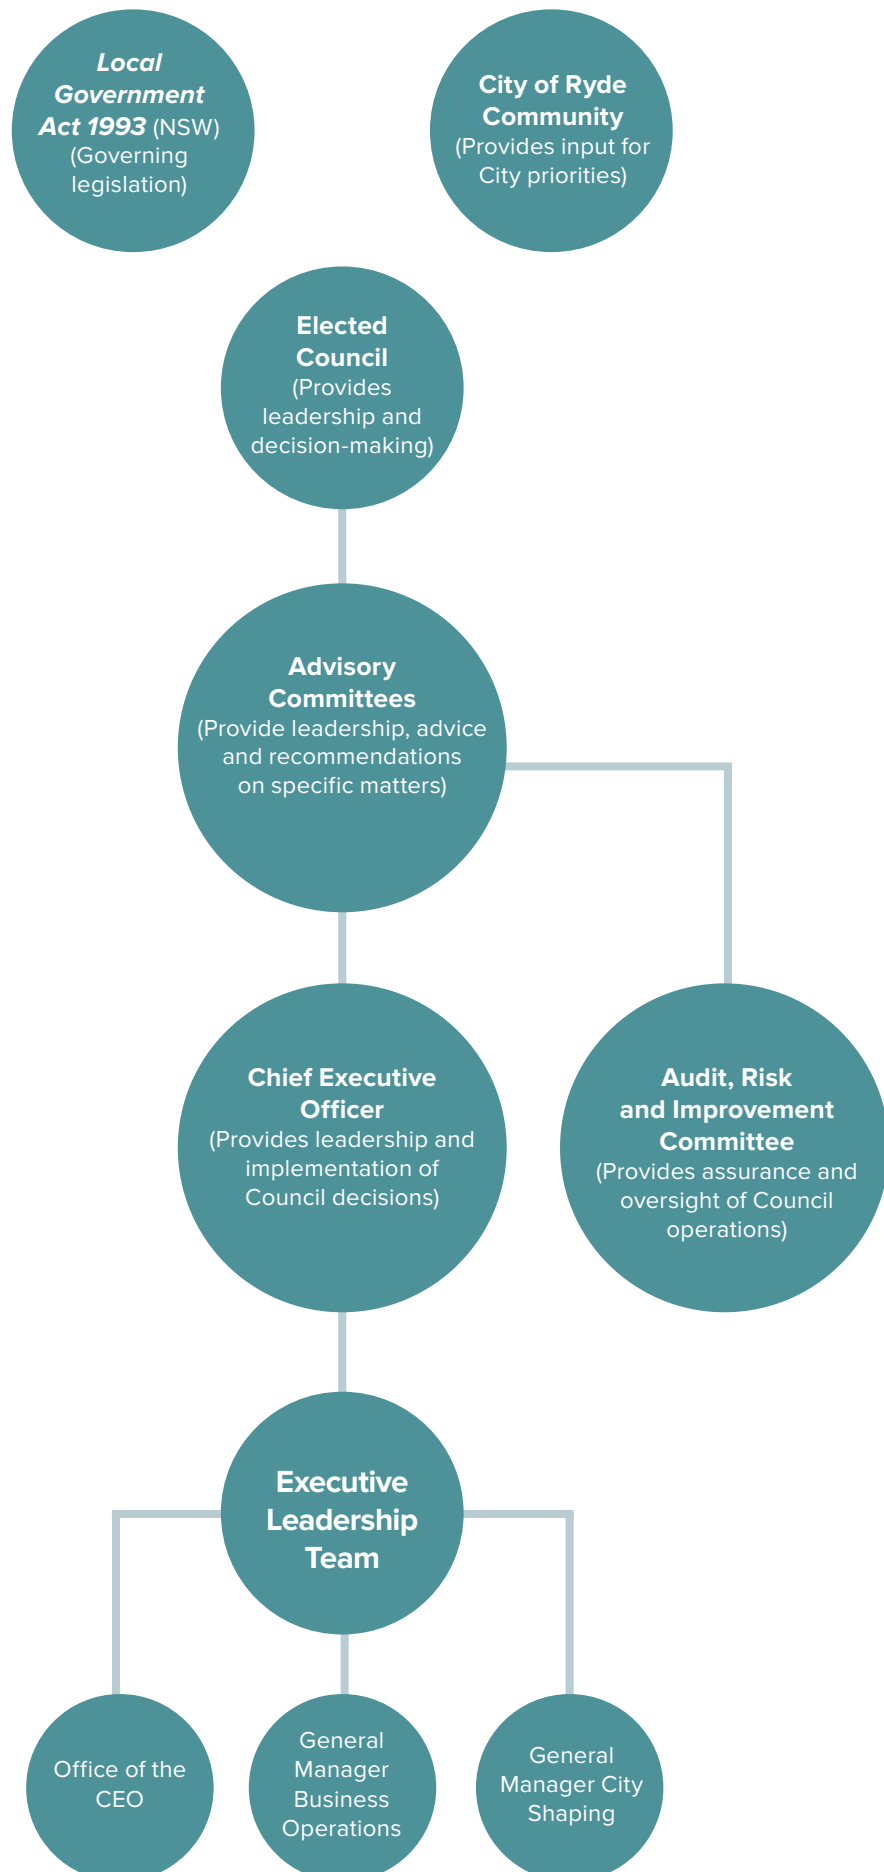 Local
Government
Act 1993 (NSW)
(Governing
legislation)
City of Ryde
Community
(Provides input for
City priorities)
Elected
Council
(Provides
leadership and
decision-making)
Advisory
Committees
(Provide leadership, advice
and recommendations
on specific matters)
Chief Executive
Officer
(Provides leadership and
implementation of
Council decisions)
Audit, Risk
and Improvement
Committee
(Provides assurance and
oversight of Council
operations)
Executive
Leadership
Team
Office of the
CEO
General
Manager
Business
Operations
General
Manager City
Shaping